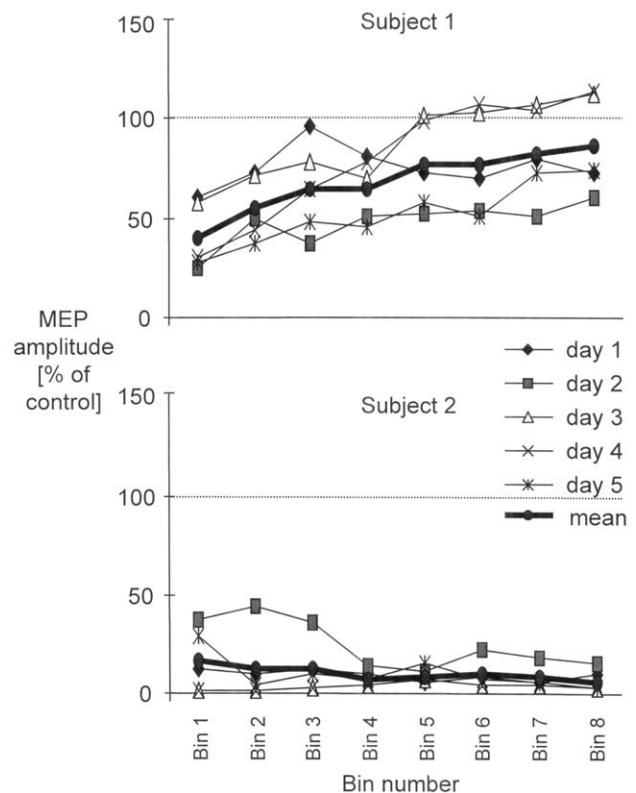 Subject 1
150
100
50
0
MEP
amplitude
[% of
control]
day 1
day 2
day 3
day 4
day 5
mean
Subject 2
150
100
50
0
Bin 1
Bin 2
Bin 3
Bin 4
Bin 5
Bin 6
Bin 7
Bin 8
Bin number